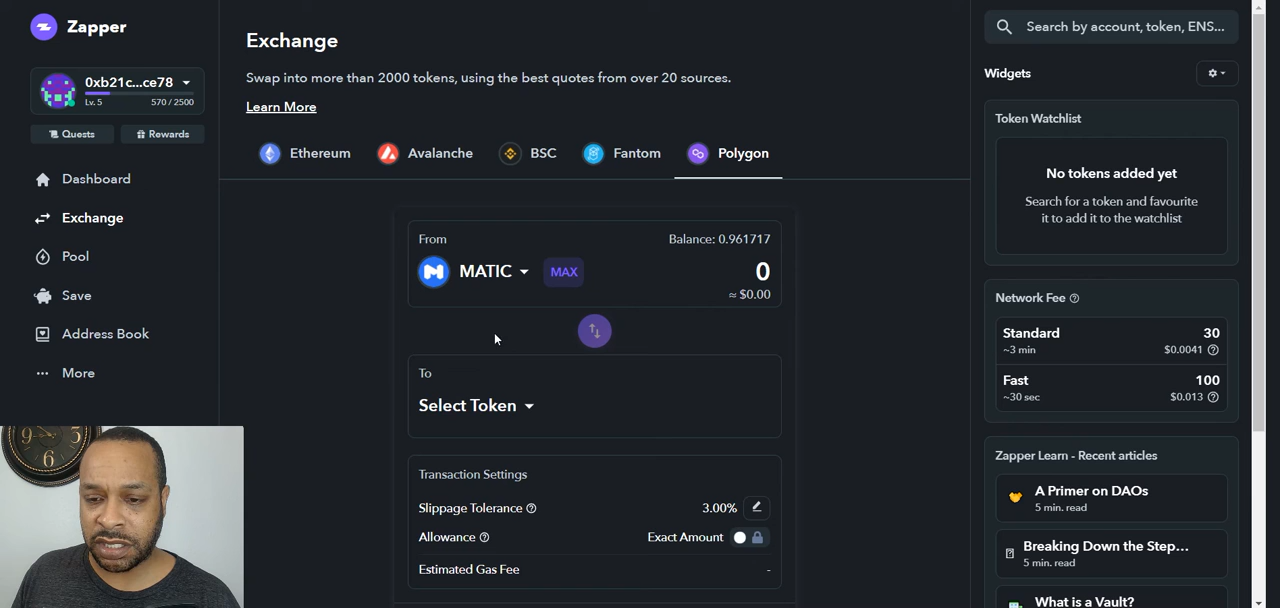 Zapper
0xb21c...ce78
Lv. 5
570 / 2500
Quests
Rewards
Dashboard
Exchange
Pool
Save
Address Book
More
Exchange
Swap into more than 2000 tokens, using the best quotes from over 20 sources.
Learn More
Ethereum
Avalanche
BSC
Fantom
Polygon
From
Balance: 0.961717
MATIC
MAX
0
≈ $0.00
To
Select Token
Transaction Settings
Slippage Tolerance
3.00%
Allowance
Exact Amount
Estimated Gas Fee
-
Search by account, token, ENS...
Widgets
Token Watchlist
No tokens added yet
Search for a token and favourite
it to add it to the watchlist
Network Fee
Standard
30
~3 min
$0.0041
Fast
100
~30 sec
$0.013
Zapper Learn - Recent articles
A Primer on DAOs
5 min. read
Breaking Down the Step...
5 min. read
What is a Vault?